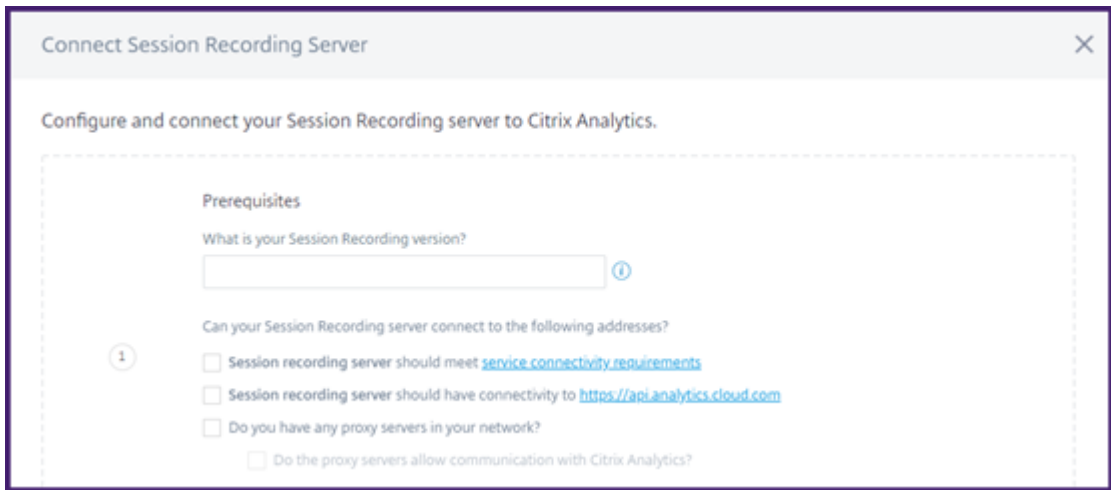 Connect Session Recording Server
Configure and connect your Session Recording server to Citrix Analytics.
Prerequisites
What is your Session Recording version?
i
Can your Session Recording server connect to the following addresses?
1
Session recording server should meet service connectivity requirements
Session recording server should have connectivity to https://api.analytics.cloud.com
Do you have any proxy servers in your network?
Do the proxy servers allow communication with Citrix Analytics?